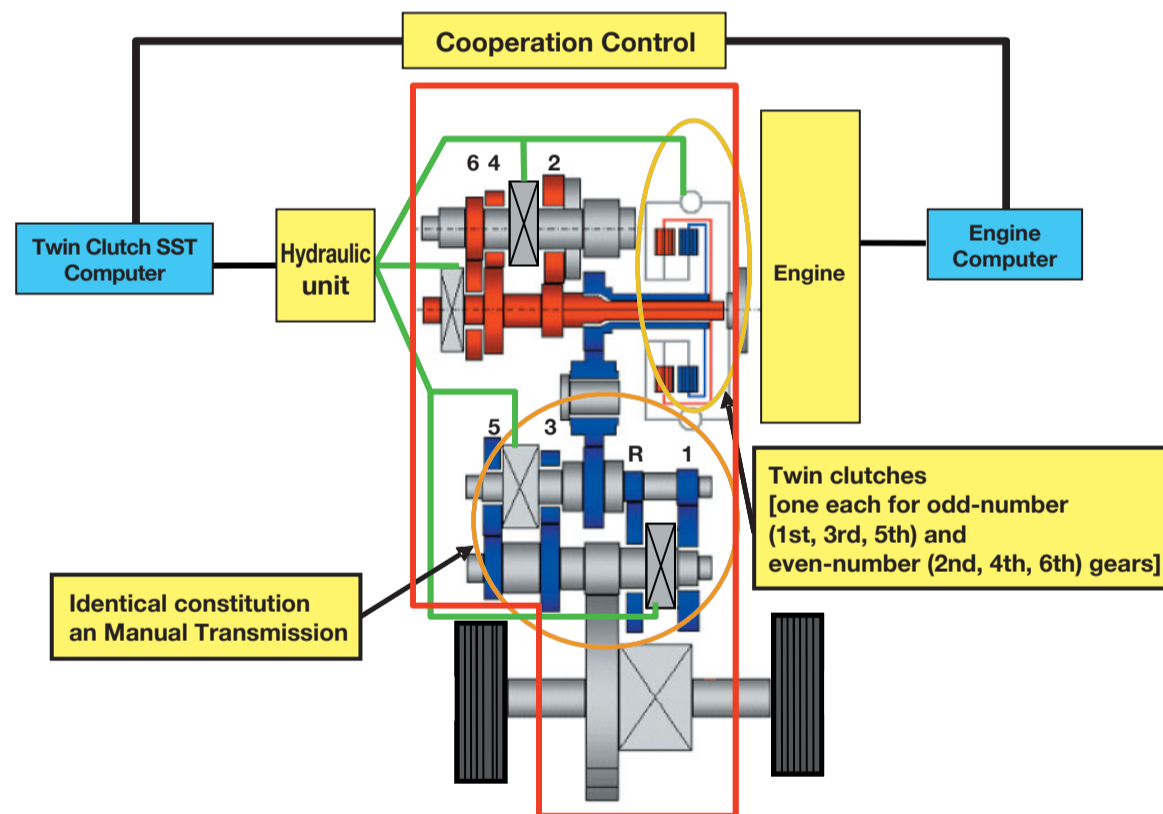 Cooperation Control
6 4 2
Twin Clutch SST
Computer
Hydraulic
unit
Engine
Engine
Computer
5 3 R 1
Twin clutches
[one each for odd-number
(1st, 3rd, 5th) and
even-number (2nd, 4th, 6th) gears]
Identical constitution
an Manual Transmission